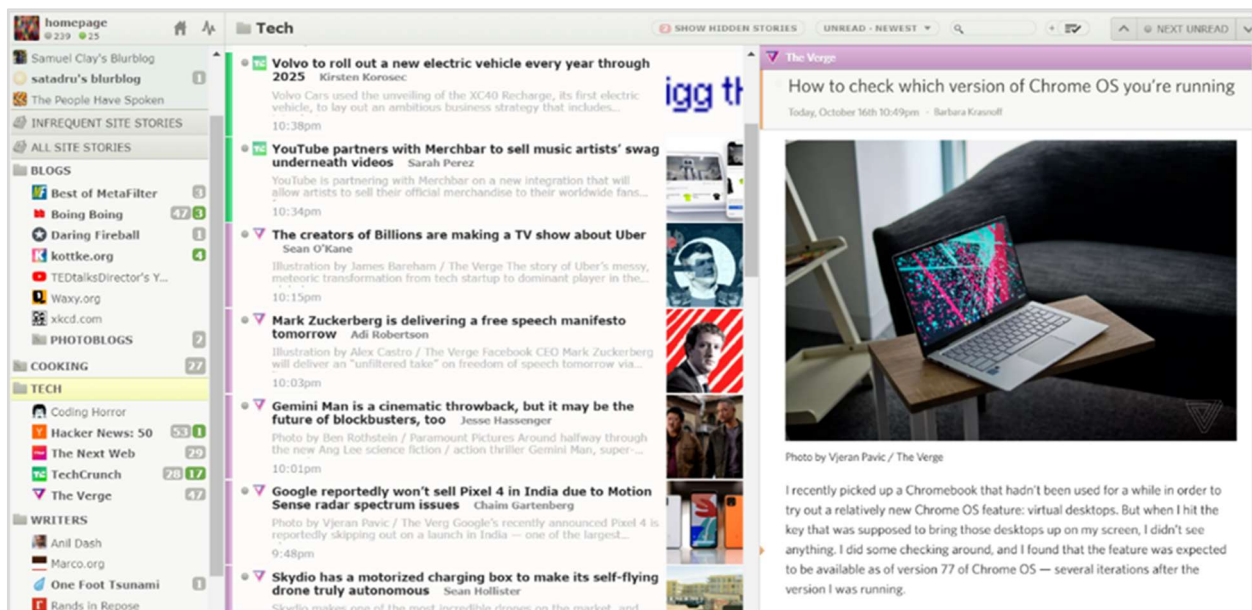 homepage
239 25
Tech
SHOW HIDDEN STORIES
UNREAD · NEWEST
NEXT UNREAD
Samuel Clay's Blurblog
satadru's blurblog 1
The People Have Spoken
INFREQUENT SITE STORIES
ALL SITE STORIES
BLOGS
Best of MetaFilter 3
Boing Boing 47 3
Daring Fireball 1
kottke.org 4
TEDtalksDirector's Y...
Waxy.org
xkcd.com
PHOTOBLOGS 2
COOKING 27
TECH
Coding Horror
Hacker News: 50 53 1
The Next Web 29
TechCrunch 28 17
The Verge 47
WRITERS
Anil Dash
Marco.org
One Foot Tsunami 1
Rands in Repose
Volvo to roll out a new electric vehicle every year through
2025 Kirsten Korosec
Volvo Cars used the unveiling of the XC40 Recharge, its first electric
vehicle, to lay out an ambitious business strategy that includes...
10:38pm
igg th
YouTube partners with Merchbar to sell music artists' swag
underneath videos Sarah Perez
YouTube is partnering with Merchbar on a new integration that will
allow artists to sell their official merchandise to their worldwide fans...
10:34pm
The creators of Billions are making a TV show about Uber
Sean O'Kane
Illustration by James Bareham / The Verge The story of Uber's messy,
meteoric transformation from tech startup to dominant player in the...
10:15pm
Mark Zuckerberg is delivering a free speech manifesto
tomorrow Adi Robertson
Illustration by Alex Castro / The Verge Facebook CEO Mark Zuckerberg
will deliver an "unfiltered take" on freedom of speech tomorrow via...
10:03pm
Gemini Man is a cinematic throwback, but it may be the
future of blockbusters, too Jesse Hassenger
Photo by Ben Rothstein / Paramount Pictures Around halfway through
the new Ang Lee science fiction / action thriller Gemini Man, super-...
10:01pm
Google reportedly won't sell Pixel 4 in India due to Motion
Sense radar spectrum issues Chaim Gartenberg
Photo by Vjeran Pavic / The Verg Google's recently announced Pixel 4 is
reportedly skipping out on a launch in India — one of the largest...
9:48pm
Skydio has a motorized charging box to make its self-flying
drone truly autonomous Sean Hollister
Skydio makes one of the most incredible drones on the market, and
The Verge
How to check which version of Chrome OS you're running
Today, October 16th 10:49pm · Barbara Krasnoff
Photo by Vjeran Pavic / The Verge
I recently picked up a Chromebook that hadn't been used for a while in order to
try out a relatively new Chrome OS feature: virtual desktops. But when I hit the
key that was supposed to bring those desktops up on my screen, I didn't see
anything. I did some checking around, and I found that the feature was expected
to be available as of version 77 of Chrome OS — several iterations after the
version I was running.